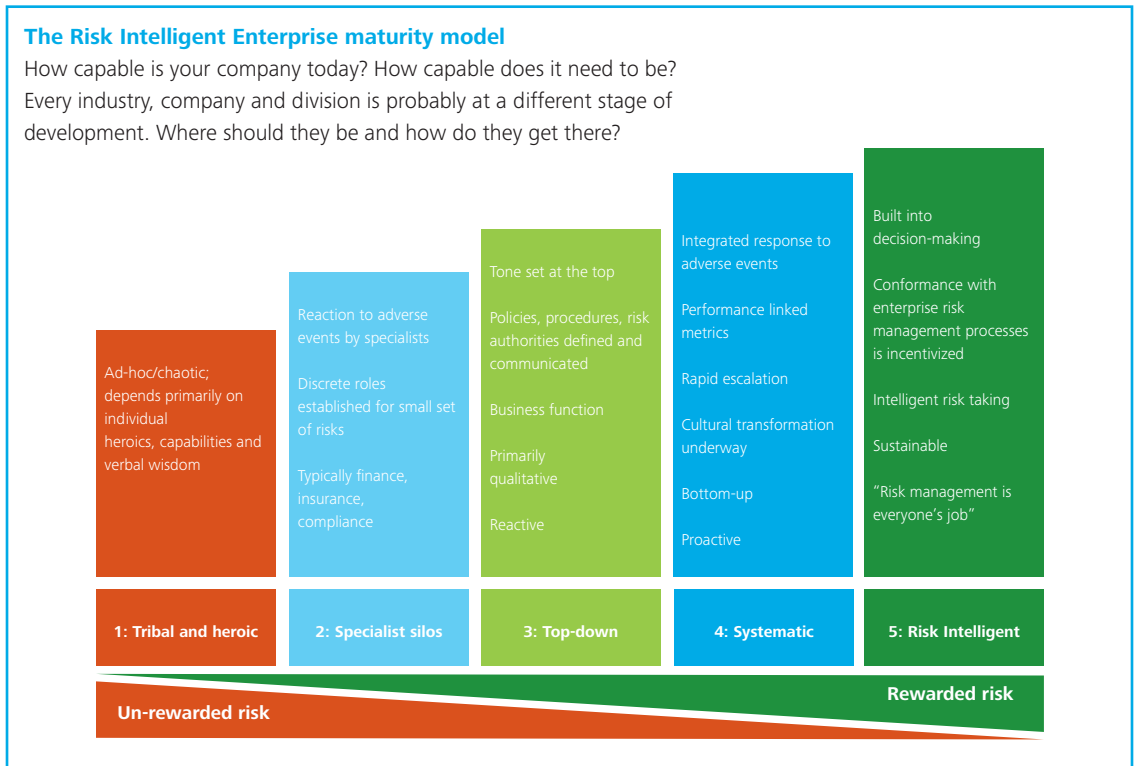 The Risk Intelligent Enterprise maturity model
How capable is your company today? How capable does it need to be?
Every industry, company and division is probably at a different stage of
development. Where should they be and how do they get there?
Ad-hoc/chaotic;
depends primarily on
individual
heroics, capabilities and
verbal wisdom
Reaction to adverse
events by specialists
Discrete roles
established for small set
of risks
Typically finance,
insurance,
compliance
Tone set at the top
Policies, procedures, risk
authorities defined and
communicated
Business function
Primarily
qualitative
Reactive
Integrated response to
adverse events
Performance linked
metrics
Rapid escalation
Cultural transformation
underway
Bottom-up
Proactive
Built into
decision-making
Conformance with
enterprise risk
management processes
is incentivized
Intelligent risk taking
Sustainable
“Risk management is
everyone’s job”
1: Tribal and heroic
2: Specialist silos
3: Top-down
4: Systematic
5: Risk Intelligent
Rewarded risk
Un-rewarded risk